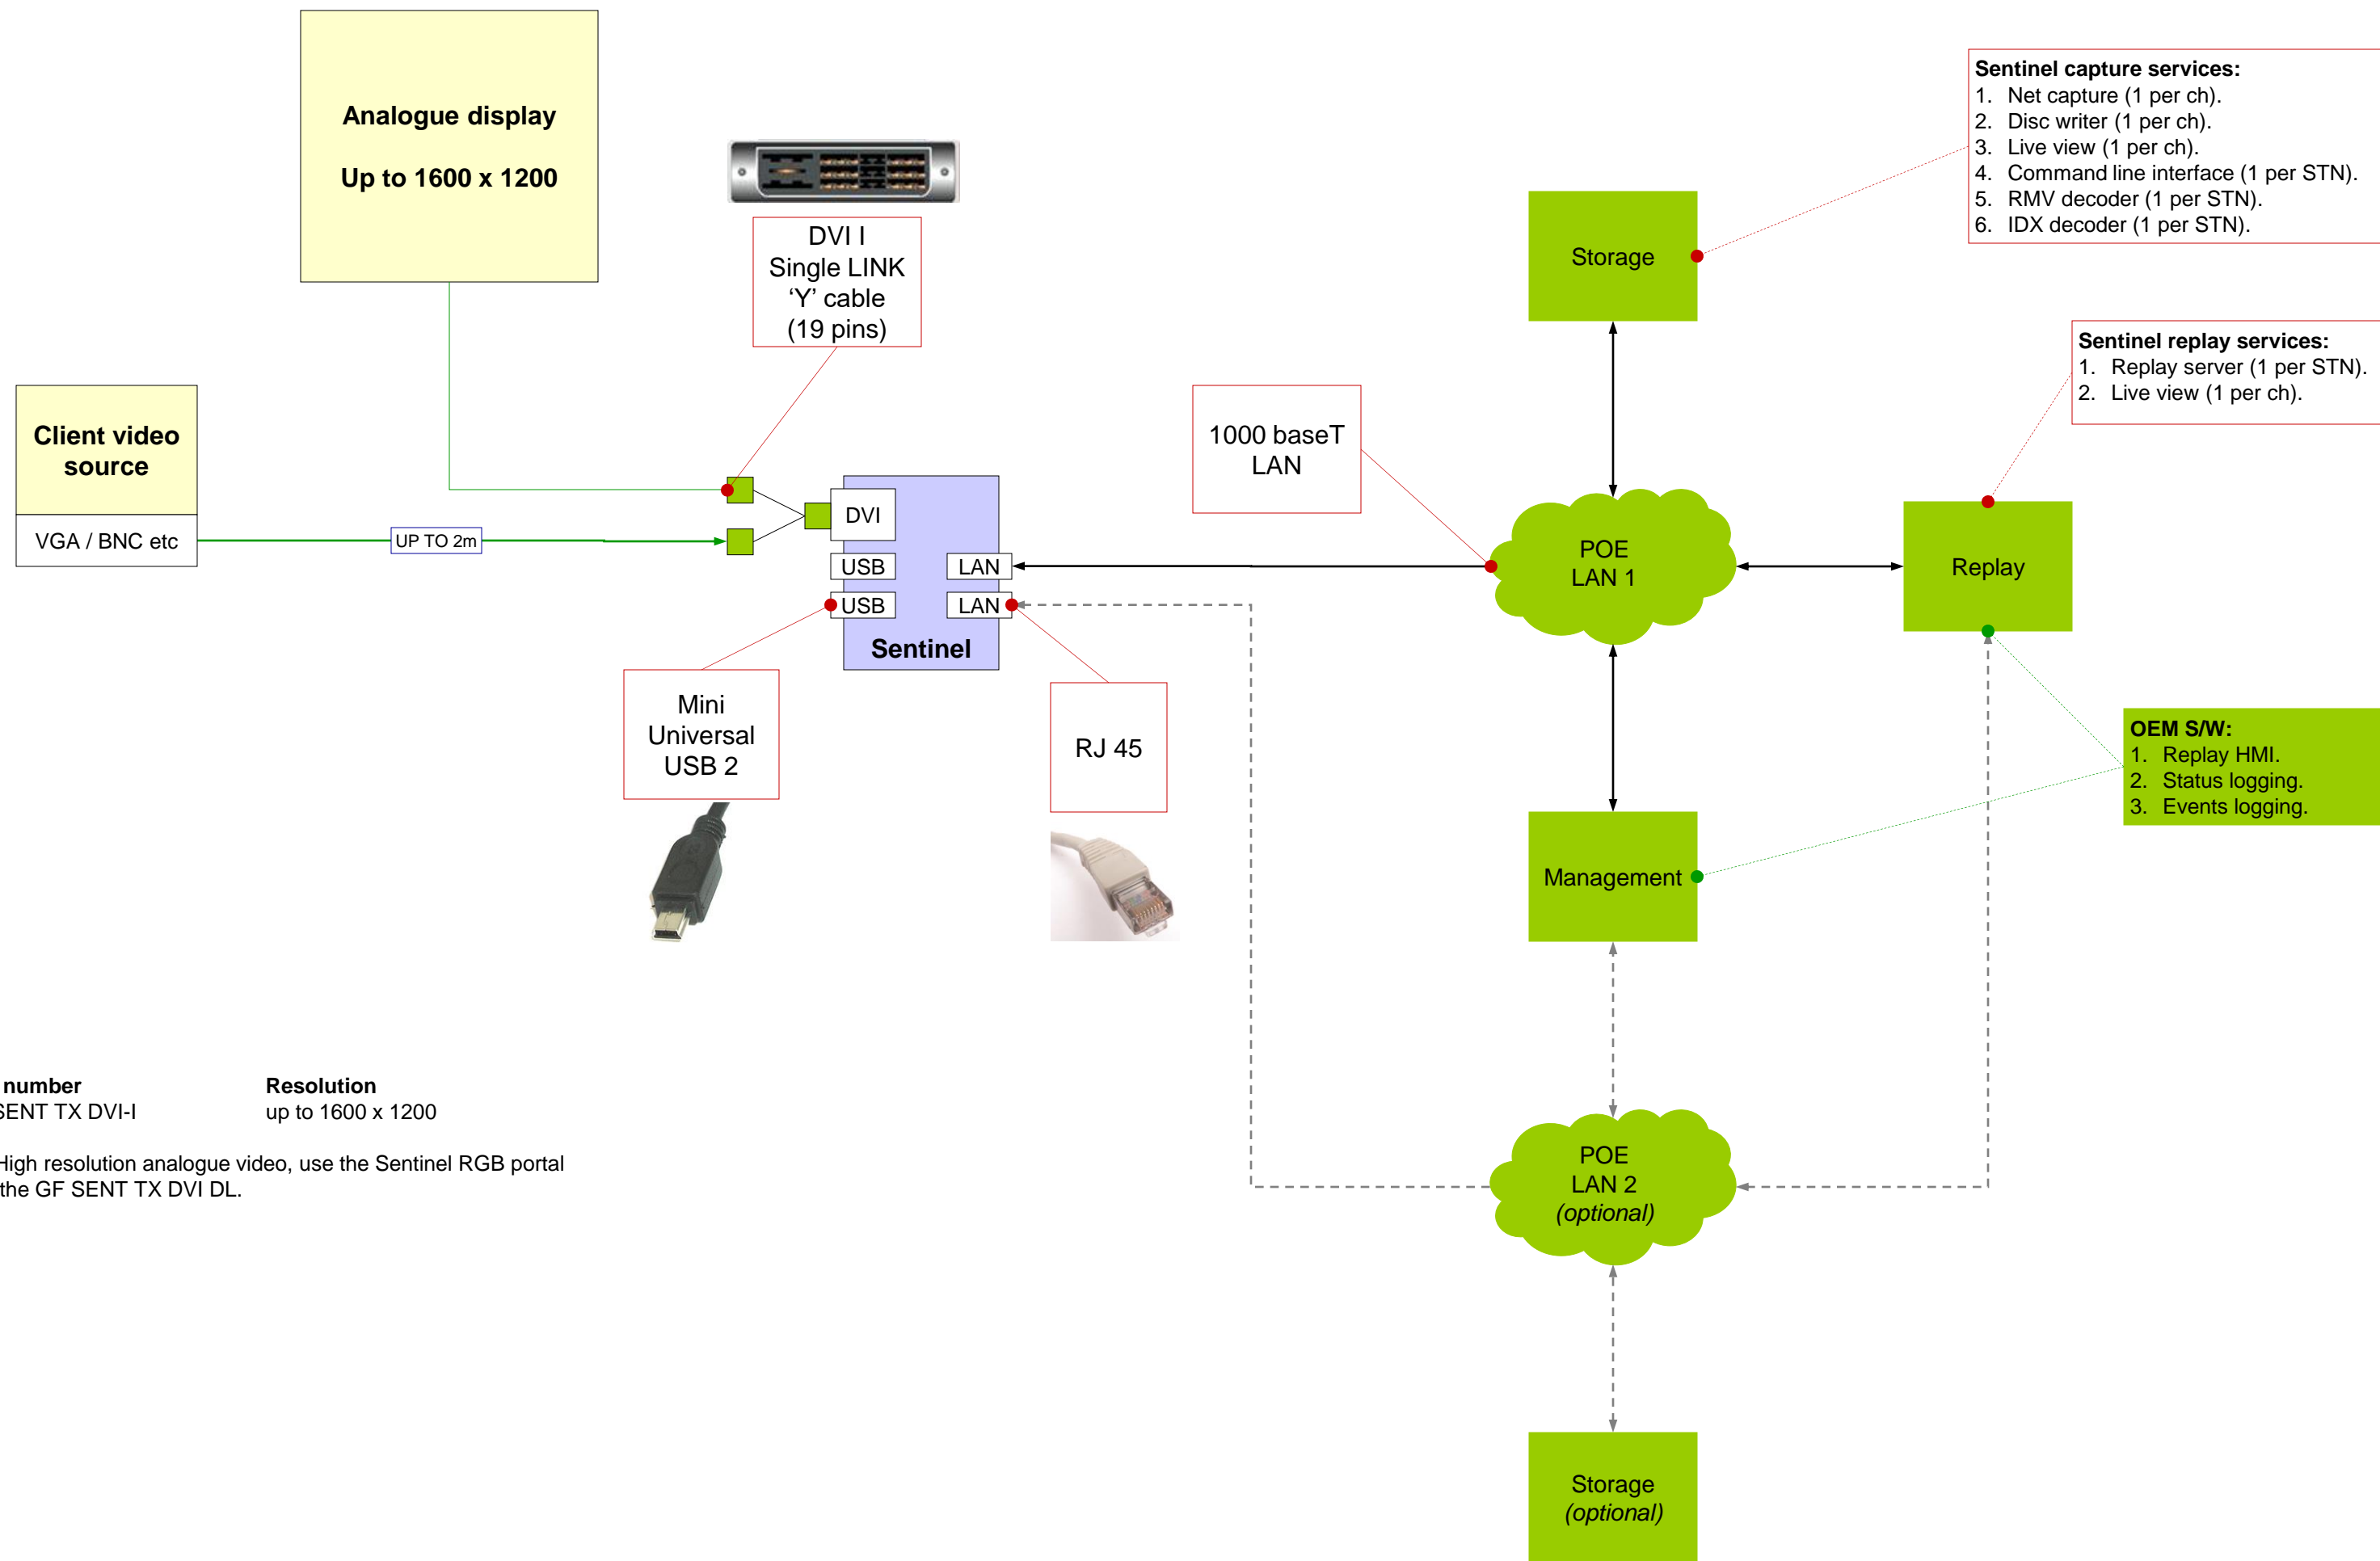 Analogue display
Up to 1600 x 1200
Client video
source
VGA / BNC etc
UP TO 2m
DVI I
Single LINK
‘Y’ cable
(19 pins)
DVI
USB
USB
LAN
LAN
Sentinel
Mini
Universal
USB 2
RJ 45
1000 baseT
LAN
Storage
POE
LAN 1
Replay
Management
POE
LAN 2
(optional)
Storage
(optional)
Sentinel capture services:
1. Net capture (1 per ch).
2. Disc writer (1 per ch).
3. Live view (1 per ch).
4. Command line interface (1 per STN).
5. RMV decoder (1 per STN).
6. IDX decoder (1 per STN).
Sentinel replay services:
1. Replay server (1 per STN).
2. Live view (1 per ch).
OEM S/W:
1. Replay HMI.
2. Status logging.
3. Events logging.
number Resolution
SENT TX DVI-I up to 1600 x 1200
High resolution analogue video, use the Sentinel RGB portal
the GF SENT TX DVI DL.